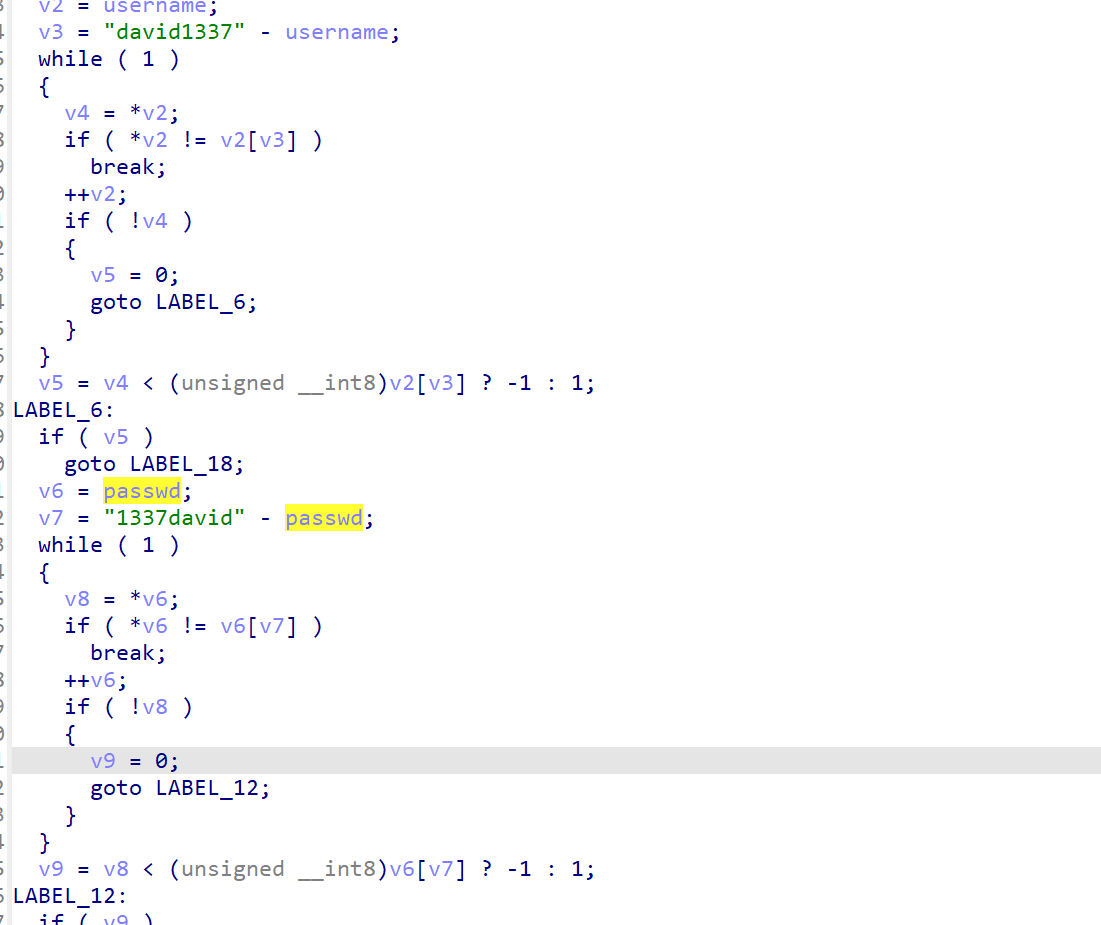 v2 = username;
v3 = "david1337" - username;
while ( 1 )
{
v4 = *v2;
if ( *v2 != v2[v3] )
break;
++v2;
if ( !v4 )
{
v5 = 0;
goto LABEL_6;
}
}
v5 = v4 < (unsigned __int8)v2[v3] ? -1 : 1;
LABEL_6:
if ( v5 )
goto LABEL_18;
v6 = passwd;
v7 = "1337david" - passwd;
while ( 1 )
{
v8 = *v6;
if ( *v6 != v6[v7] )
break;
++v6;
if ( !v8 )
{
v9 = 0;
goto LABEL_12;
}
}
v9 = v8 < (unsigned __int8)v6[v7] ? -1 : 1;
LABEL_12:
if ( v9 )